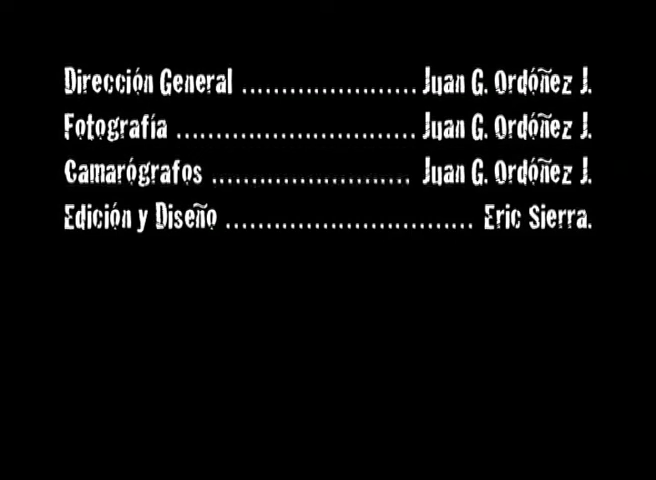 Dirección General ...................... Juan G. Ordóñez J.
Fotografía .............................. Juan G. Ordóñez J.
Camarógrafos ......................... Juan G. Ordóñez J.
Edición y Diseño ............................... Eric Sierra.